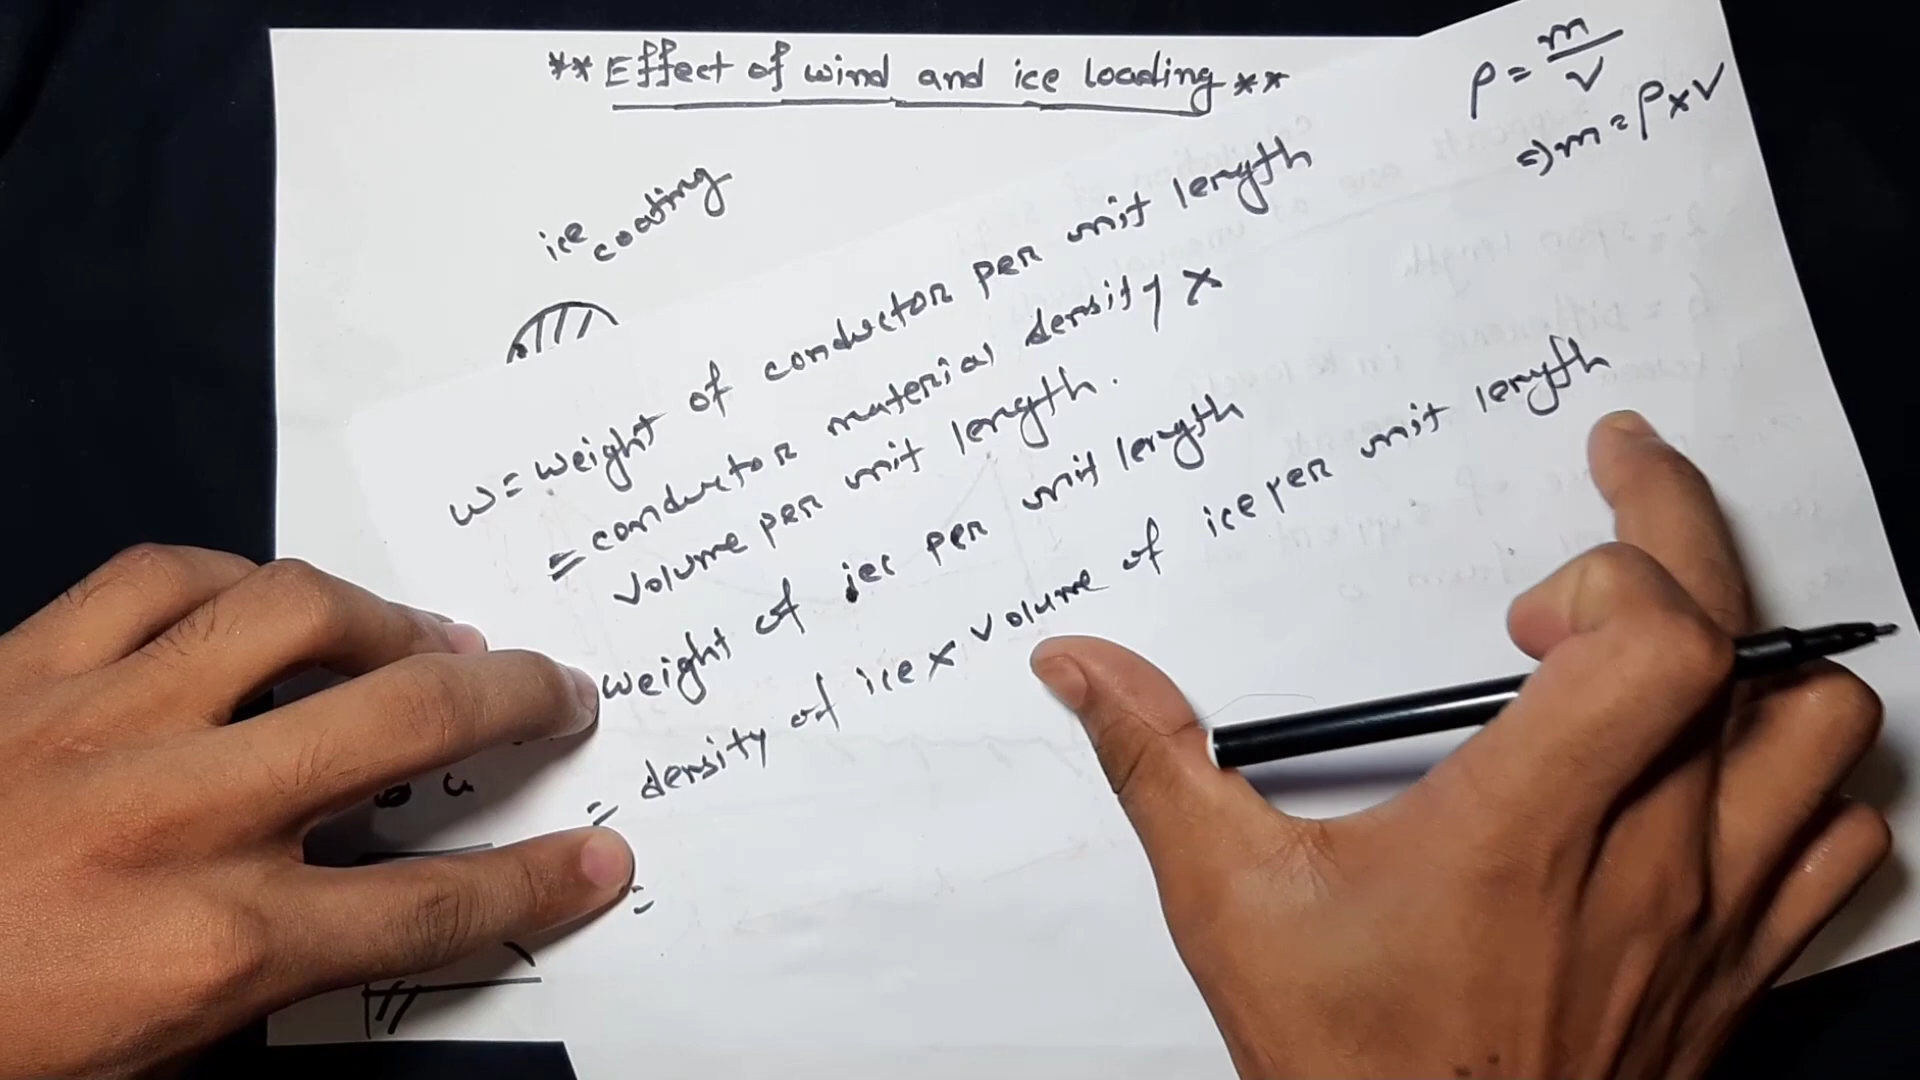 **Effect of wind and ice loading**
ρ = m/V
⇒ m = ρ x V
ice
coating
w = weight of conductor per unit length
= conductor material density x
volume per unit length.
weight of ice per unit length
= density of ice x volume of ice per unit length
=